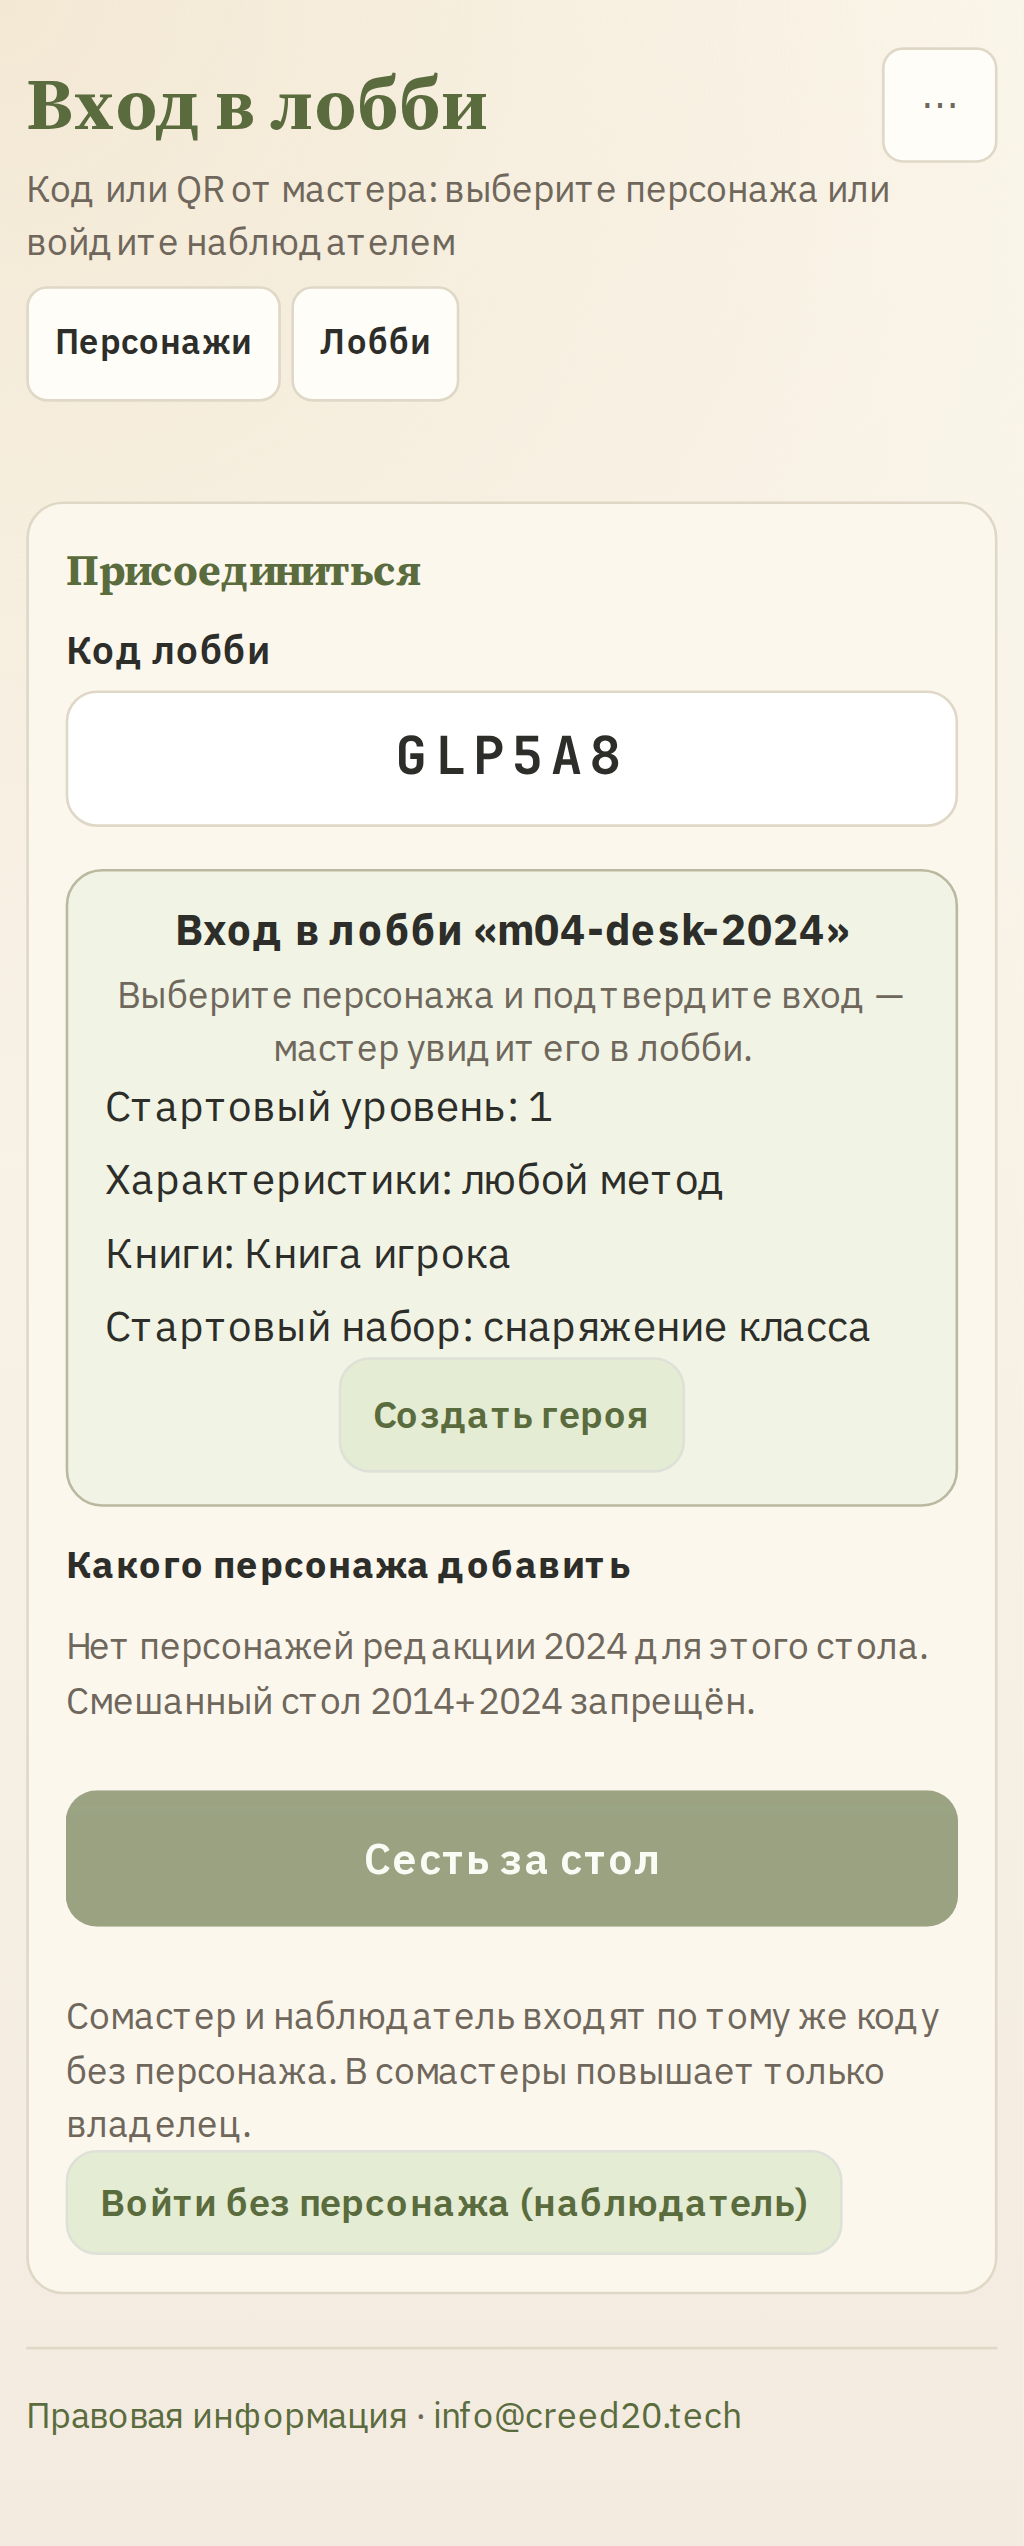 Вход в лобби
...
Код или QR от мастера: выберите персонажа или
войдите наблюдателем
Персонажи
Лобби
Присоединиться
Код лобби
GLP5A8
Вход в лобби «m04-desk-2024»
Выберите персонажа и подтвердите вход —
мастер увидит его в лобби.
Стартовый уровень: 1
Характеристики: любой метод
Книги: Книга игрока
Стартовый набор: снаряжение класса
Создать героя
Какого персонажа добавить
Нет персонажей редакции 2024 для этого стола.
Смешанный стол 2014+2024 запрещён.
Сесть за стол
Сомастер и наблюдатель входят по тому же коду
без персонажа. В сомастеры повышает только
владелец.
Войти без персонажа (наблюдатель)
Правовая информация · info@creed20.tech